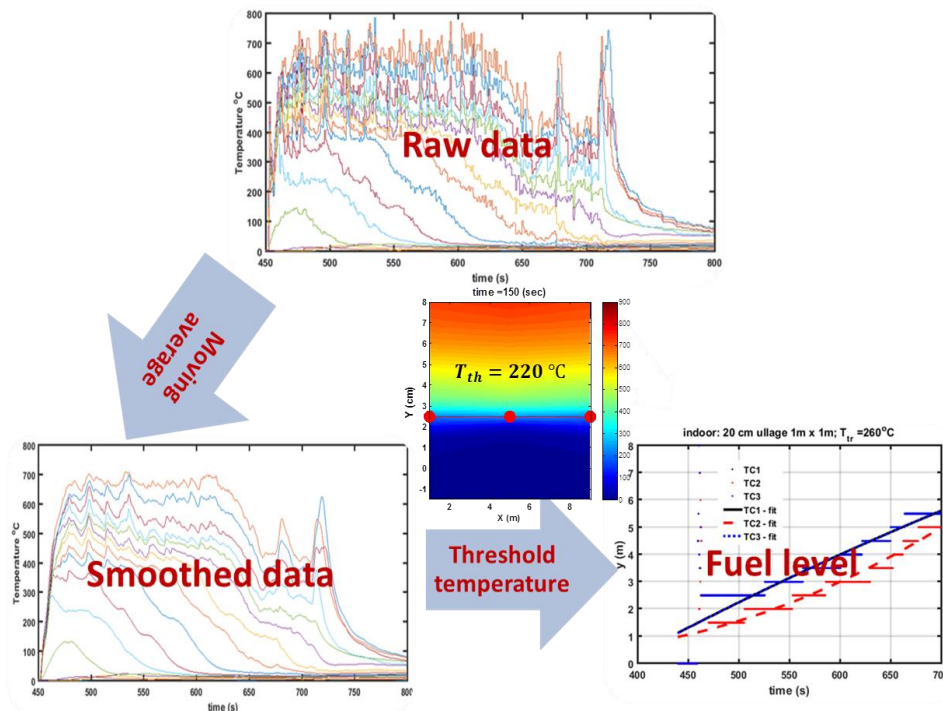 800
700
600
500
400
300
200
100
0
Temperature °C
Raw data
450 500 550 600 650 700 750 800
time (s)
Moving
average
time =150 (sec)
8
7
6
5
4
3
2
1
0
-1
Y (cm)
T_th = 220 °C
2 4 6 8
X (m)
900
800
700
600
500
400
300
200
100
0
800
700
600
500
400
300
200
100
0
Temperature °C
Smoothed data
450 500 550 600 650 700 750 800
time (s)
Threshold
temperature
indoor: 20 cm ullage 1m x 1m; T_tr =260°C
8
7
6
5
4
3
2
1
0
y (m)
TC1
TC2
TC3
TC1 - fit
TC2 - fit
TC3 - fit
Fuel level
400 450 500 550 600 650 700
time (s)